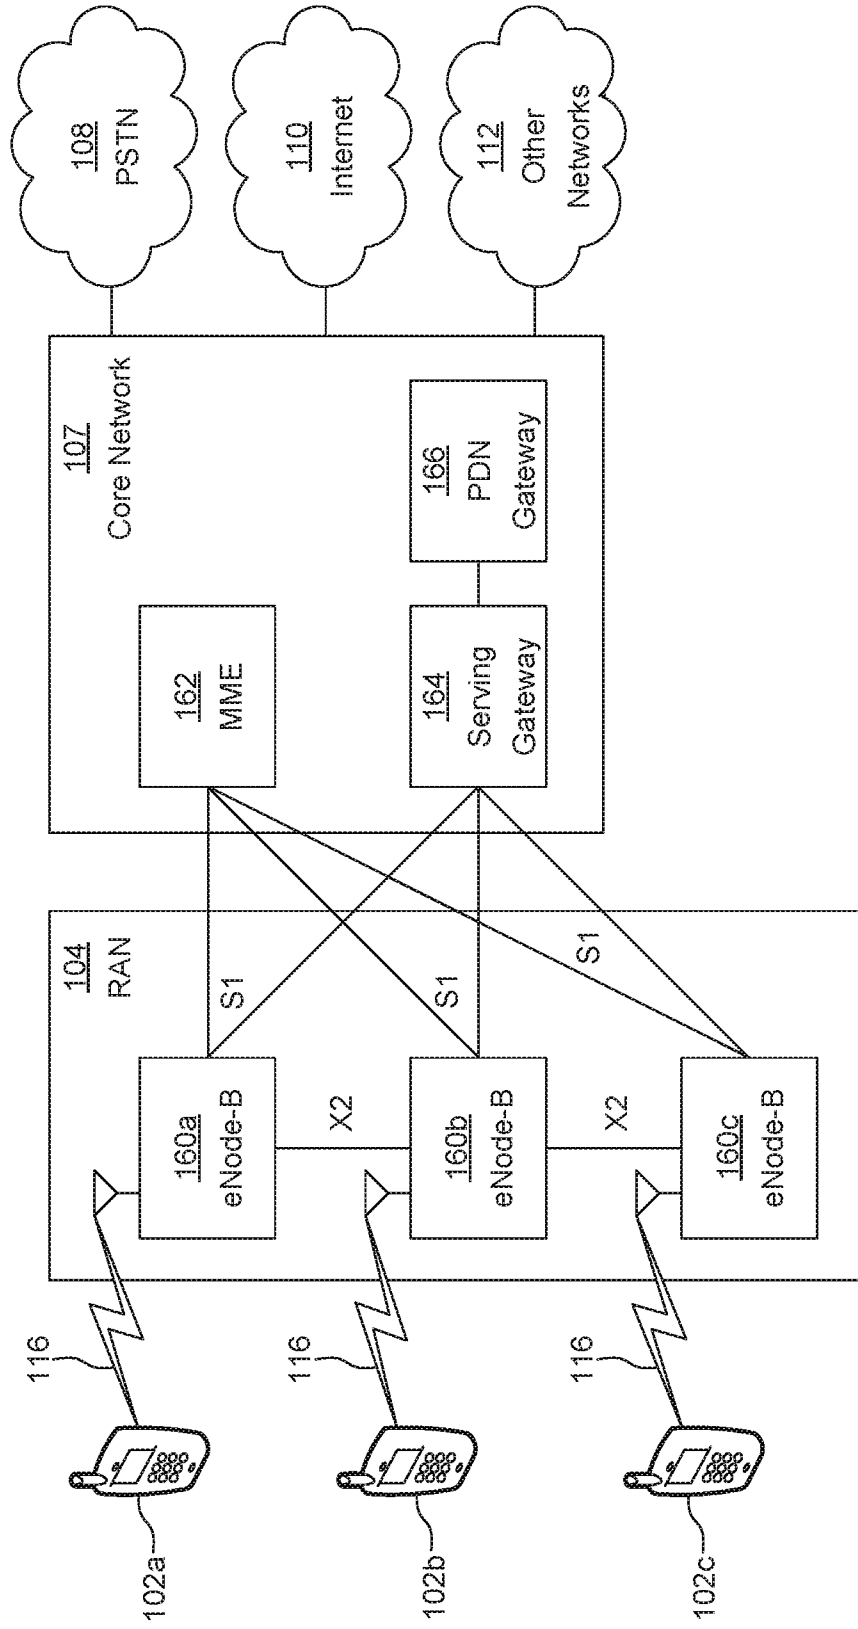 102a
116
104
RAN
160a
eNode-B
S1
162
MME
107
Core Network
108
PSTN
X2
102b
116
160b
eNode-B
S1
164
Serving
Gateway
166
PDN
Gateway
110
Internet
X2
102c
116
160c
eNode-B
S1
112
Other
Networks